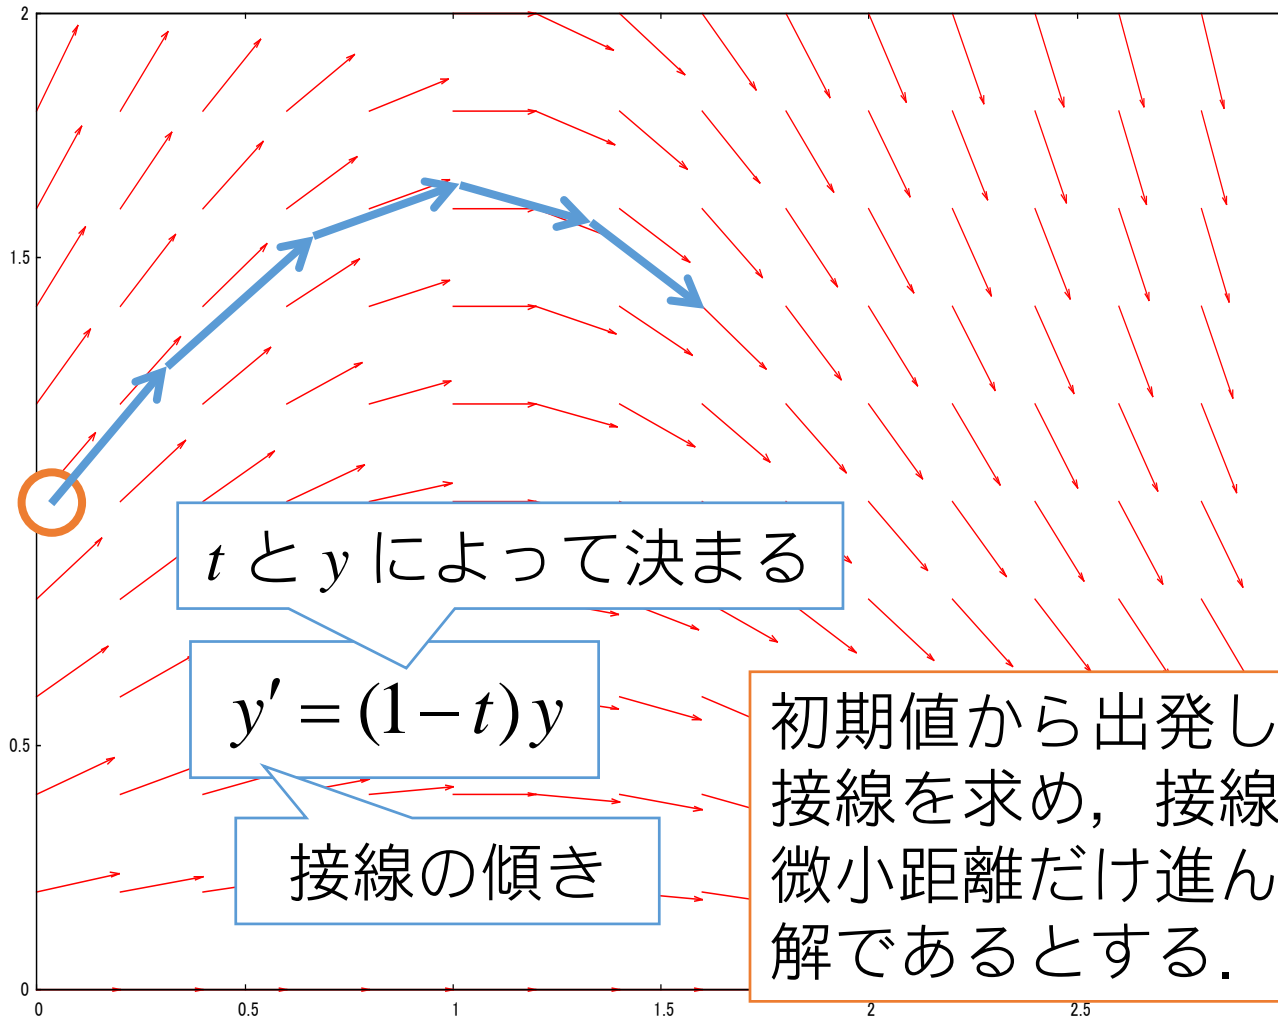 2
1.5
t と y によって決まる
y′ = (1 − t) y
接線の傾き
初期値から出発し
接線を求め，接線
微小距離だけ進ん
解であるとする．
0.5
0
0
0.5
1
1.5
2
2.5